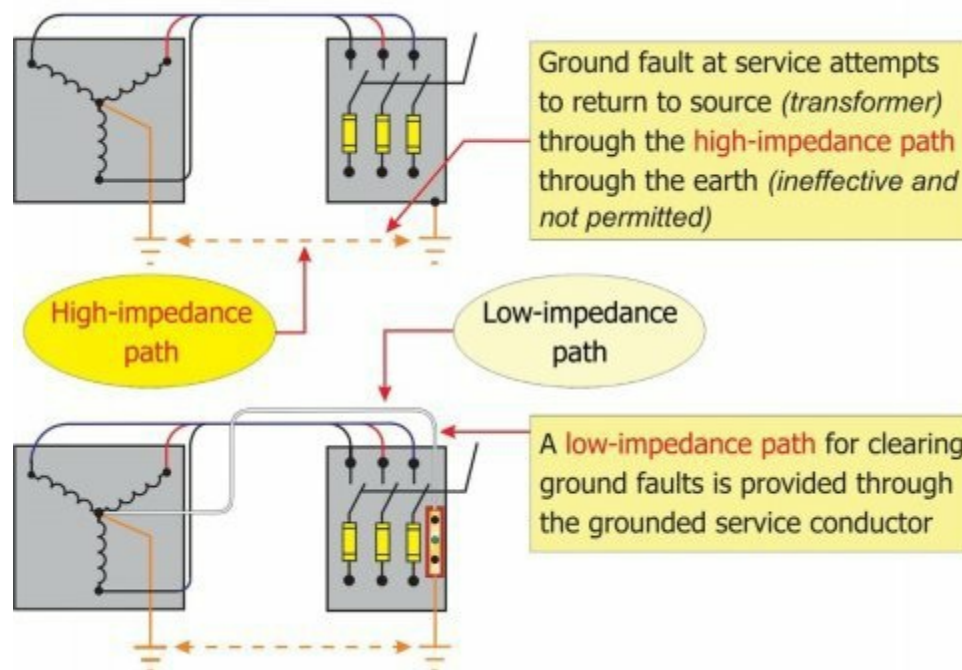 Ground fault at service attempts
to return to source (transformer)
through the high-impedance path
through the earth (ineffective and
not permitted)
High-impedance
path
Low-impedance
path
A low-impedance path for clearing
ground faults is provided through
the grounded service conductor